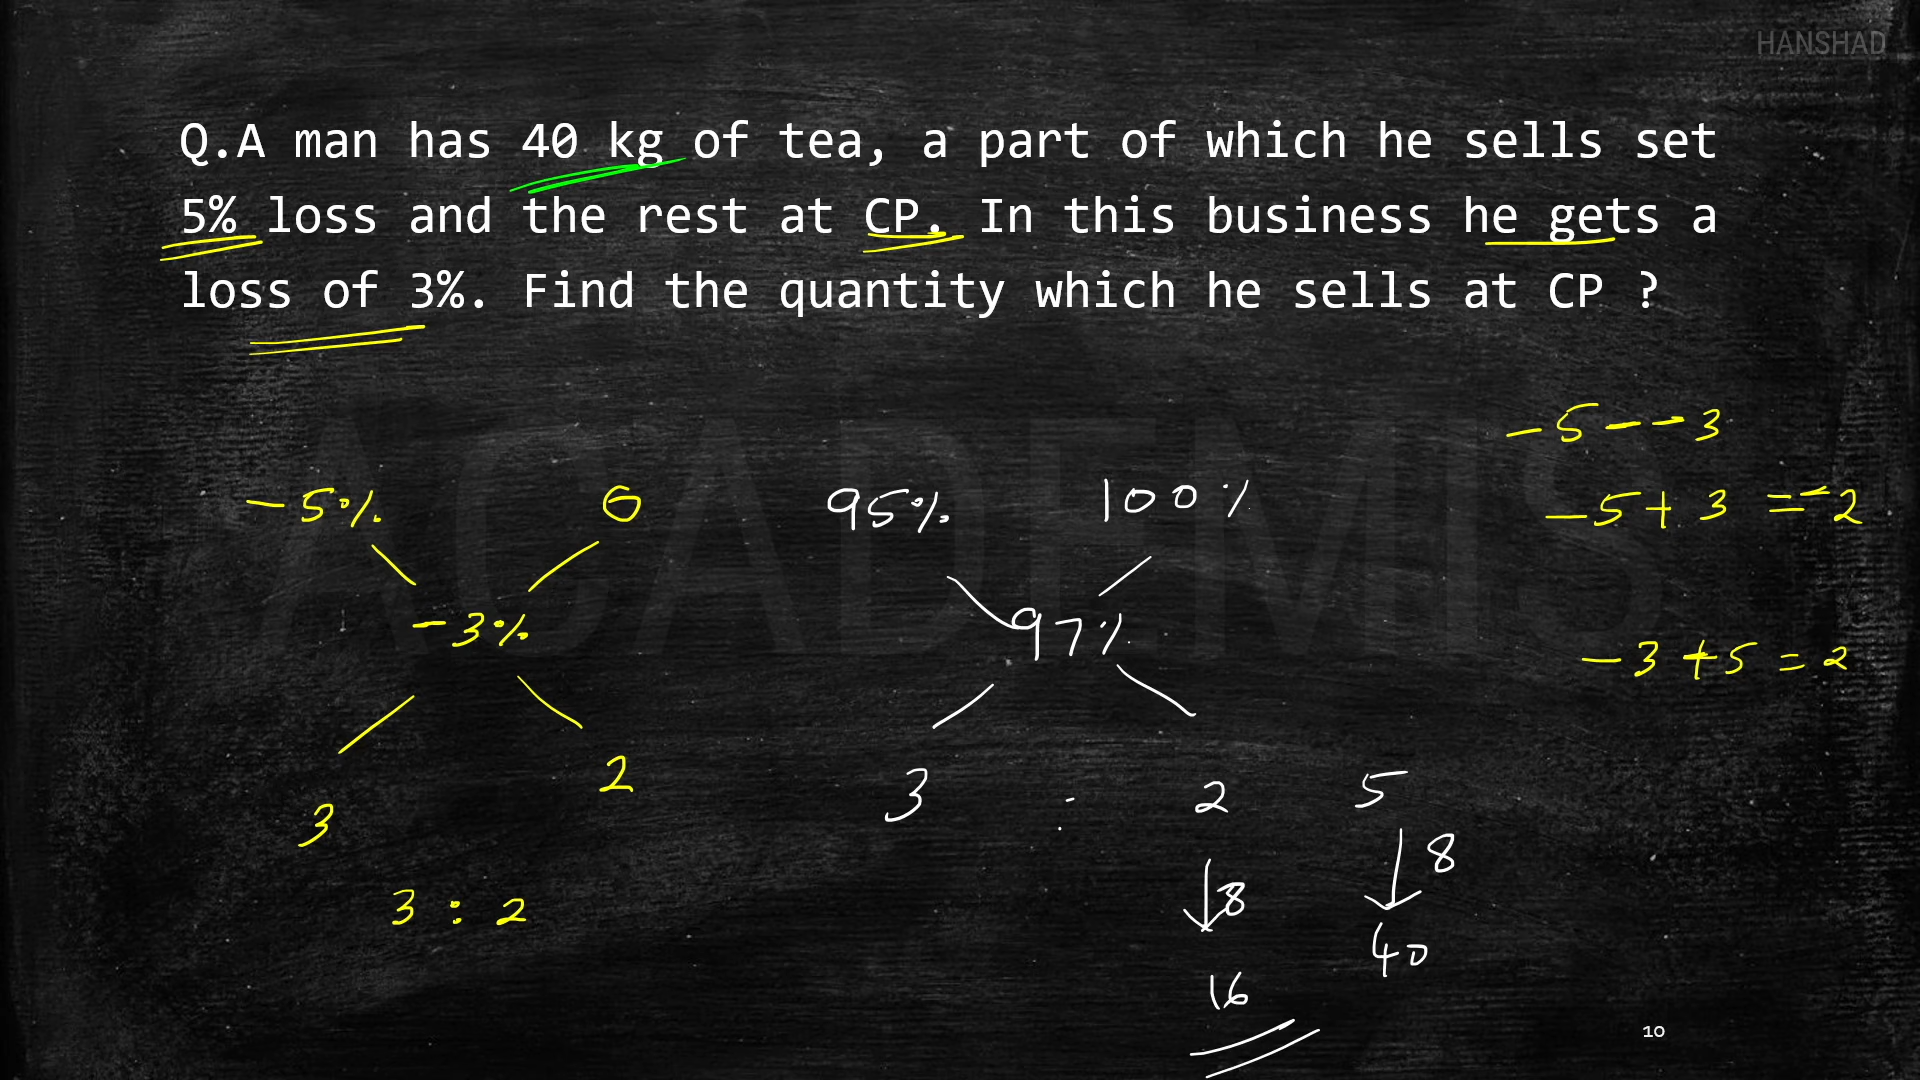 HANSHAD
Q.A man has 40 kg of tea, a part of which he sells set
5% loss and the rest at CP. In this business he gets a
loss of 3%. Find the quantity which he sells at CP ?
ACADEMIS
-5--3
-5% 0 95% 100% -5+3 =-2
-3% 97% -3+5=2
3 2 3 : 2 5
8 8
3 : 2 40
16
10